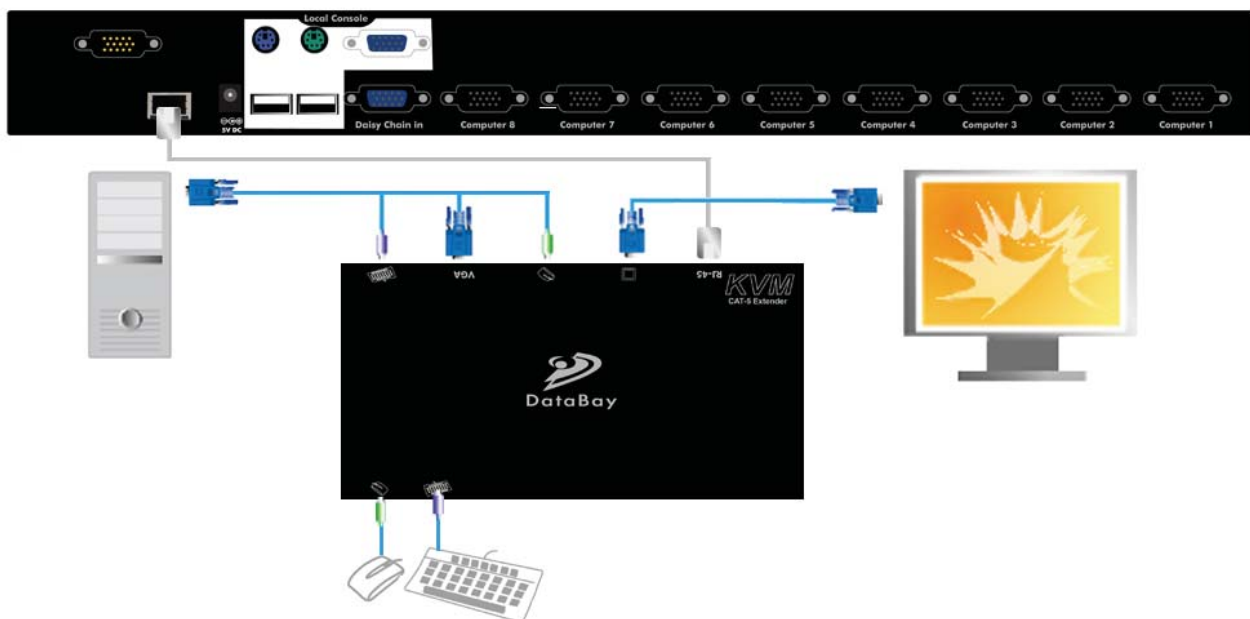 Local Console
5V DC
Daisy Chain in
Computer 8
Computer 7
Computer 6
Computer 5
Computer 4
Computer 3
Computer 2
Computer 1
VGA
RJ-45
KVM
CAT-5 Extender
DataBay